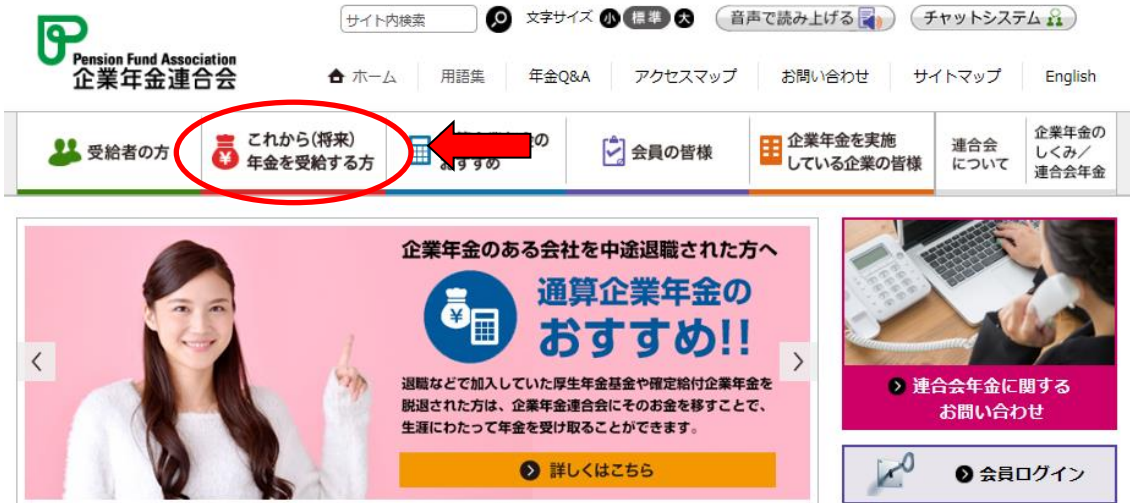 サイト内検索
文字サイズ 小 標準 大
音声で読み上げる
チャットシステム
Pension Fund Association
企業年金連合会
ホーム
用語集
年金Q&A
アクセスマップ
お問い合わせ
サイトマップ
English
受給者の方
これから(将来)
年金を受給する方
の
おすすめ
会員の皆様
企業年金を実施
している企業の皆様
連合会
について
企業年金の
しくみ/
連合会年金
企業年金のある会社を中途退職された方へ
通算企業年金の
おすすめ!!
退職などで加入していた厚生年金基金や確定給付企業年金を
脱退された方は、企業年金連合会にそのお金を移すことで、
生涯にわたって年金を受け取ることができます。
詳しくはこちら
連合会年金に関する
お問い合わせ
会員ログイン